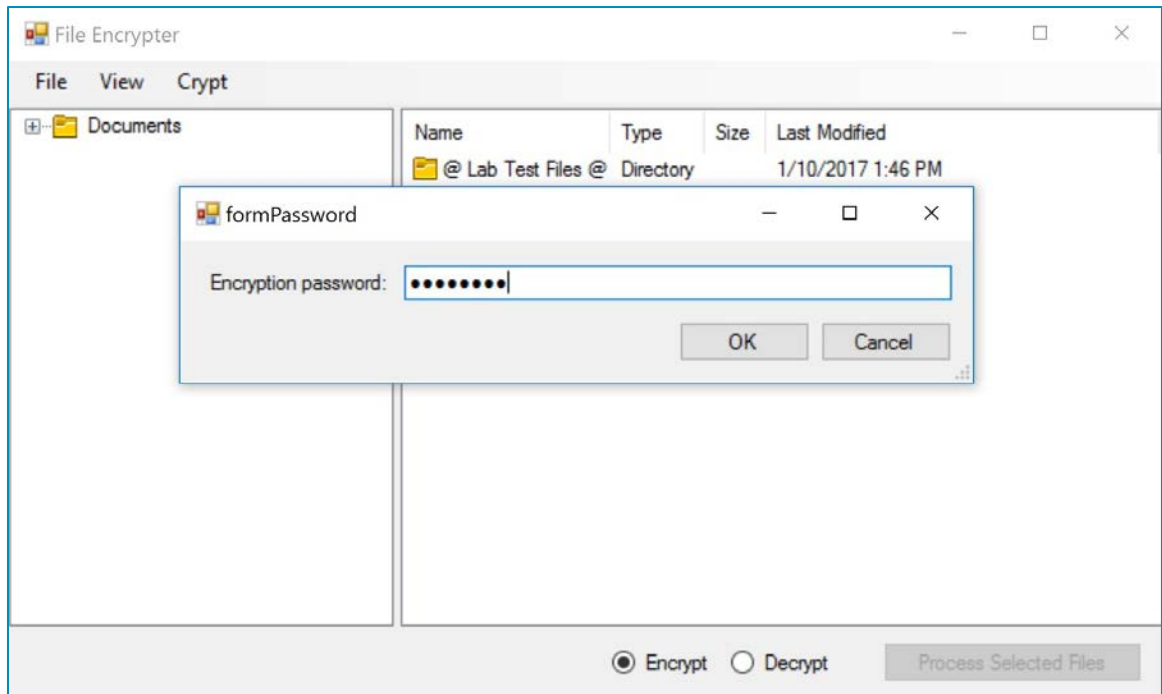 File Encrypter
File View Crypt
Documents
Name Type Size Last Modified
@ Lab Test Files @ Directory 1/10/2017 1:46 PM
formPassword
Encryption password: ●●●●●●●●
OK Cancel
Encrypt Decrypt Process Selected Files